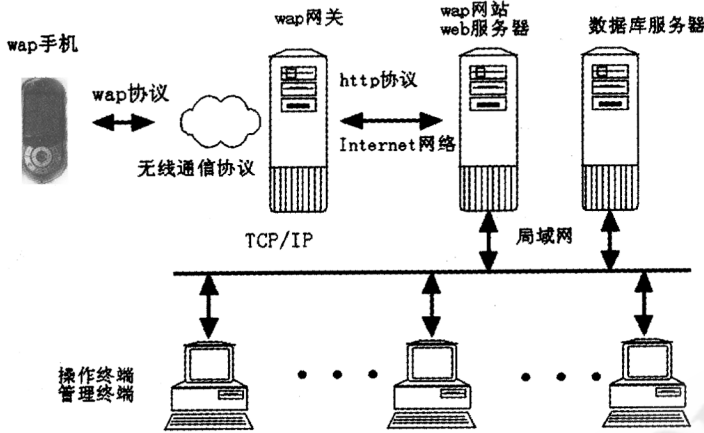 wap网关
wap网站
web服务器
数据库服务器
wap手机
wap协议
http协议
无线通信协议
Internet网络
TCP/IP
局域网
操作终端
管理终端